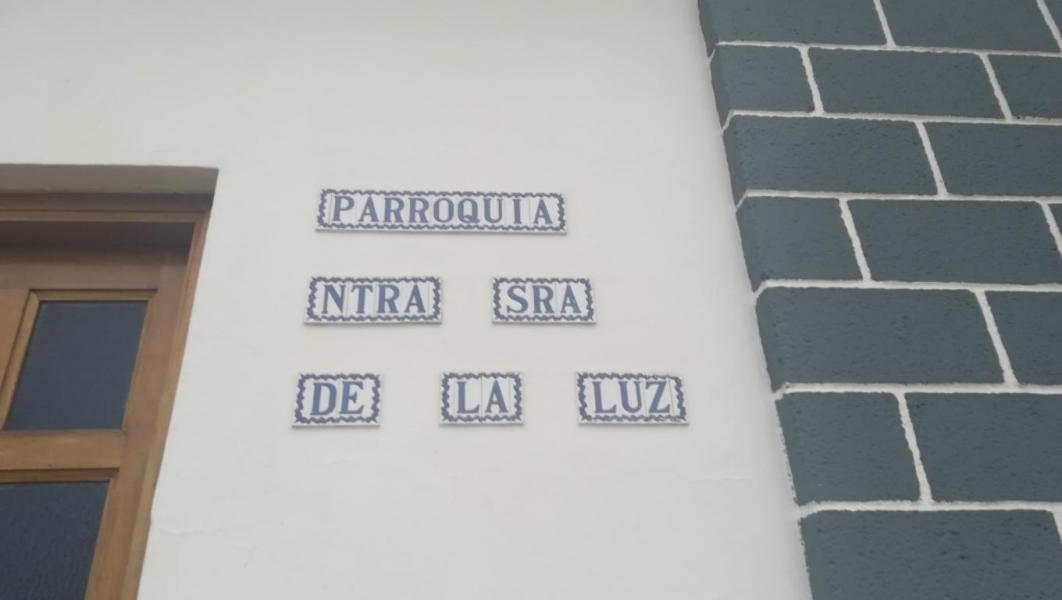 PARROQUIA
NTRA SRA
DE LA LUZ